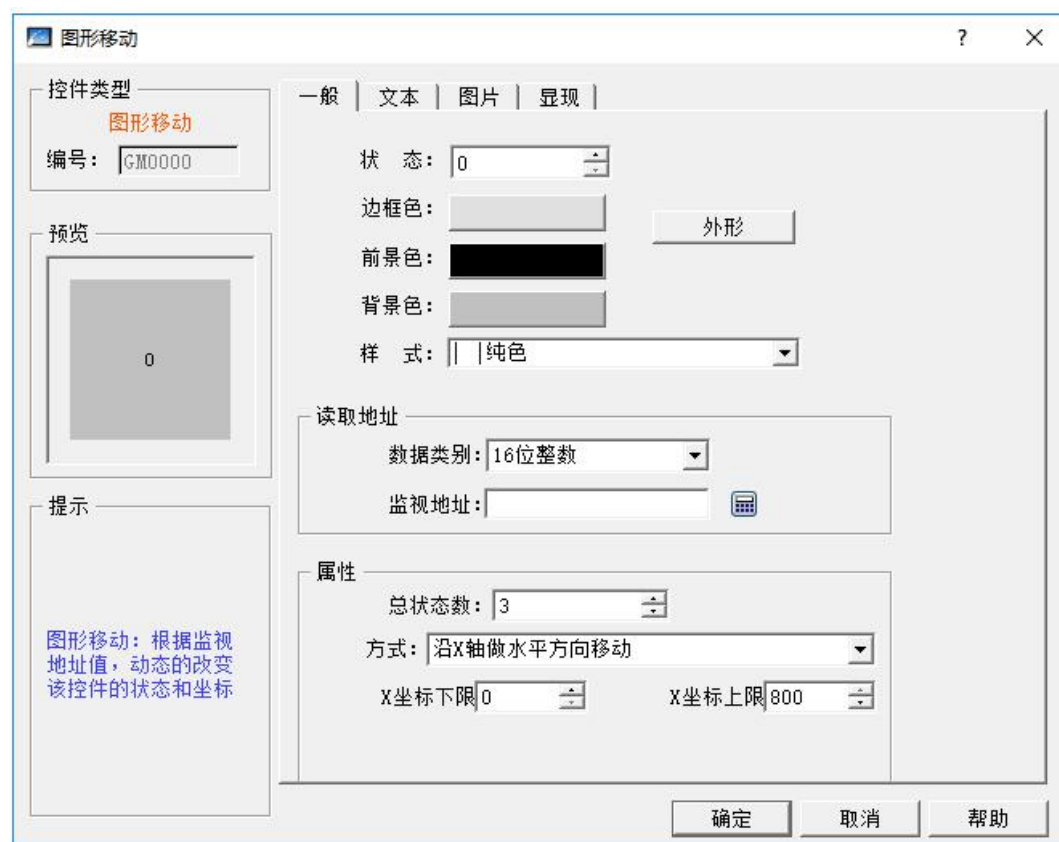 图形移动
?
控件类型
图形移动
编号: GM0000
预览
0
提示
图形移动: 根据监视
地址值，动态的改变
该控件的状态和坐标
一般 文本 图片 显现
状 态: 0
边框色:
外形
前景色:
背景色:
样 式: 纯色
读取地址
数据类别: 16位整数
监视地址:
属性
总状态数: 3
方式: 沿X轴做水平方向移动
X坐标下限 0 X坐标上限 800
确定 取消 帮助